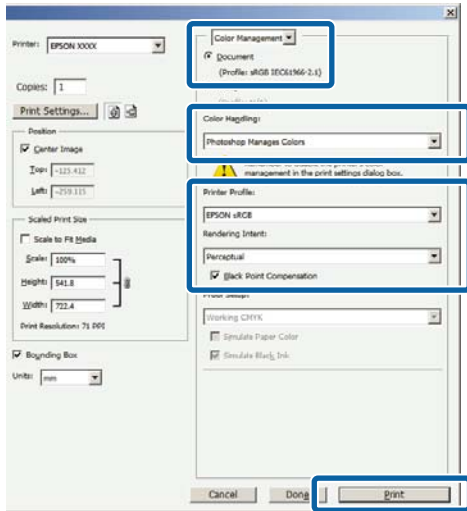 Printer: EPSON XXXX
Copies: 1
Print Settings...
Position
Center Image
Top: -123.412
Left: -259.115
Scaled Print Size
Scale to Fit Media
Scale: 100%
Height: 541.8
Width: 722.4
Print Resolution: 71 PPI
Bounding Box
Units: mm
Color Management
Document
(Profile: sRGB IEC61966-2.1)
Color Handling:
Photoshop Manages Colors
management in the print settings dialog box.
Printer Profile:
EPSON sRGB
Rendering Intent:
Perceptual
Black Point Compensation
Working CMYK
Simulate Paper Color
Simulate Black Ink
Cancel
Done
Print